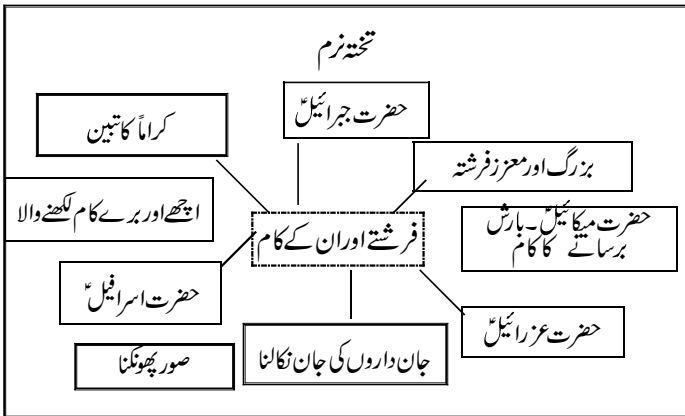 تختہ نرم
حضرت جبرائیلؑ
کراماً کاتبین
بزرگ اور معزز فرشتہ
اچھے اور برے کام لکھنے والا
حضرت میکائیلؑ۔ بارش
برسانے کا کام
فرشتے اور ان کے کام
حضرت اسرافیلؑ
حضرت عزرائیلؑ
جان داروں کی جان نکالنا
صور پھونکنا